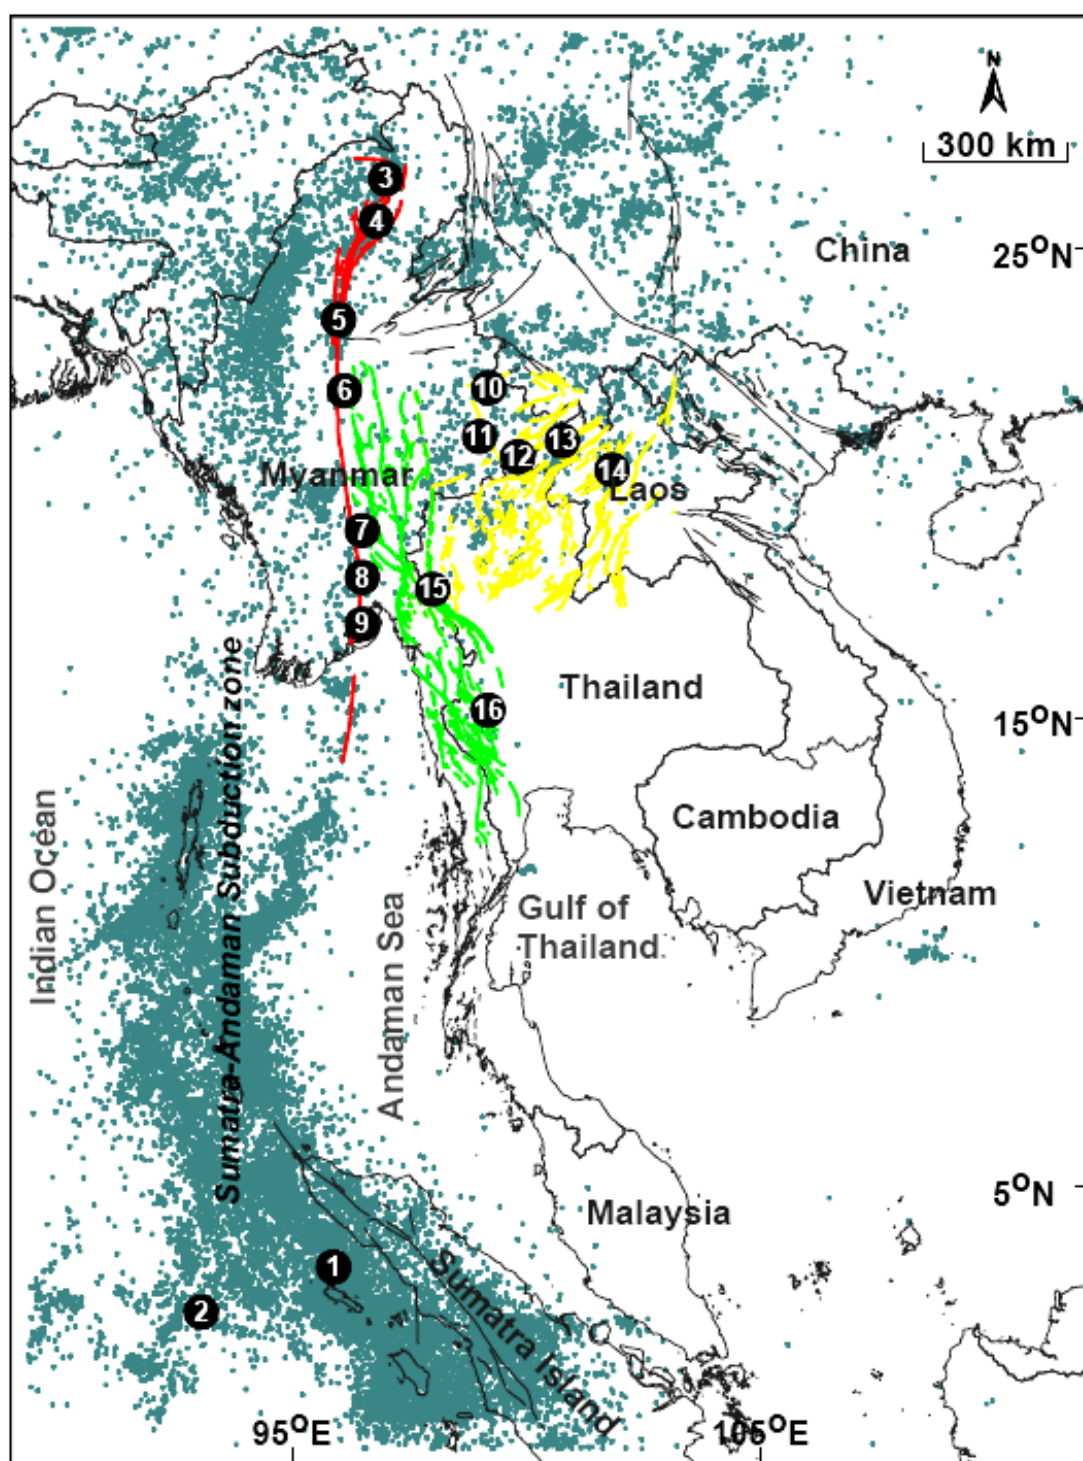 N
300 km
China
25°N
3
4
5
6
10
11
12
13
14
Myanmar
Laos
7
8
9
15
16
Thailand
15°N
Cambodia
Vietnam
Gulf of
Thailand
Indian Ocean
Sumatra-Andaman Subduction zone
Andaman Sea
5°N
Malaysia
1
2
Sumatra Island
95°E
105°E